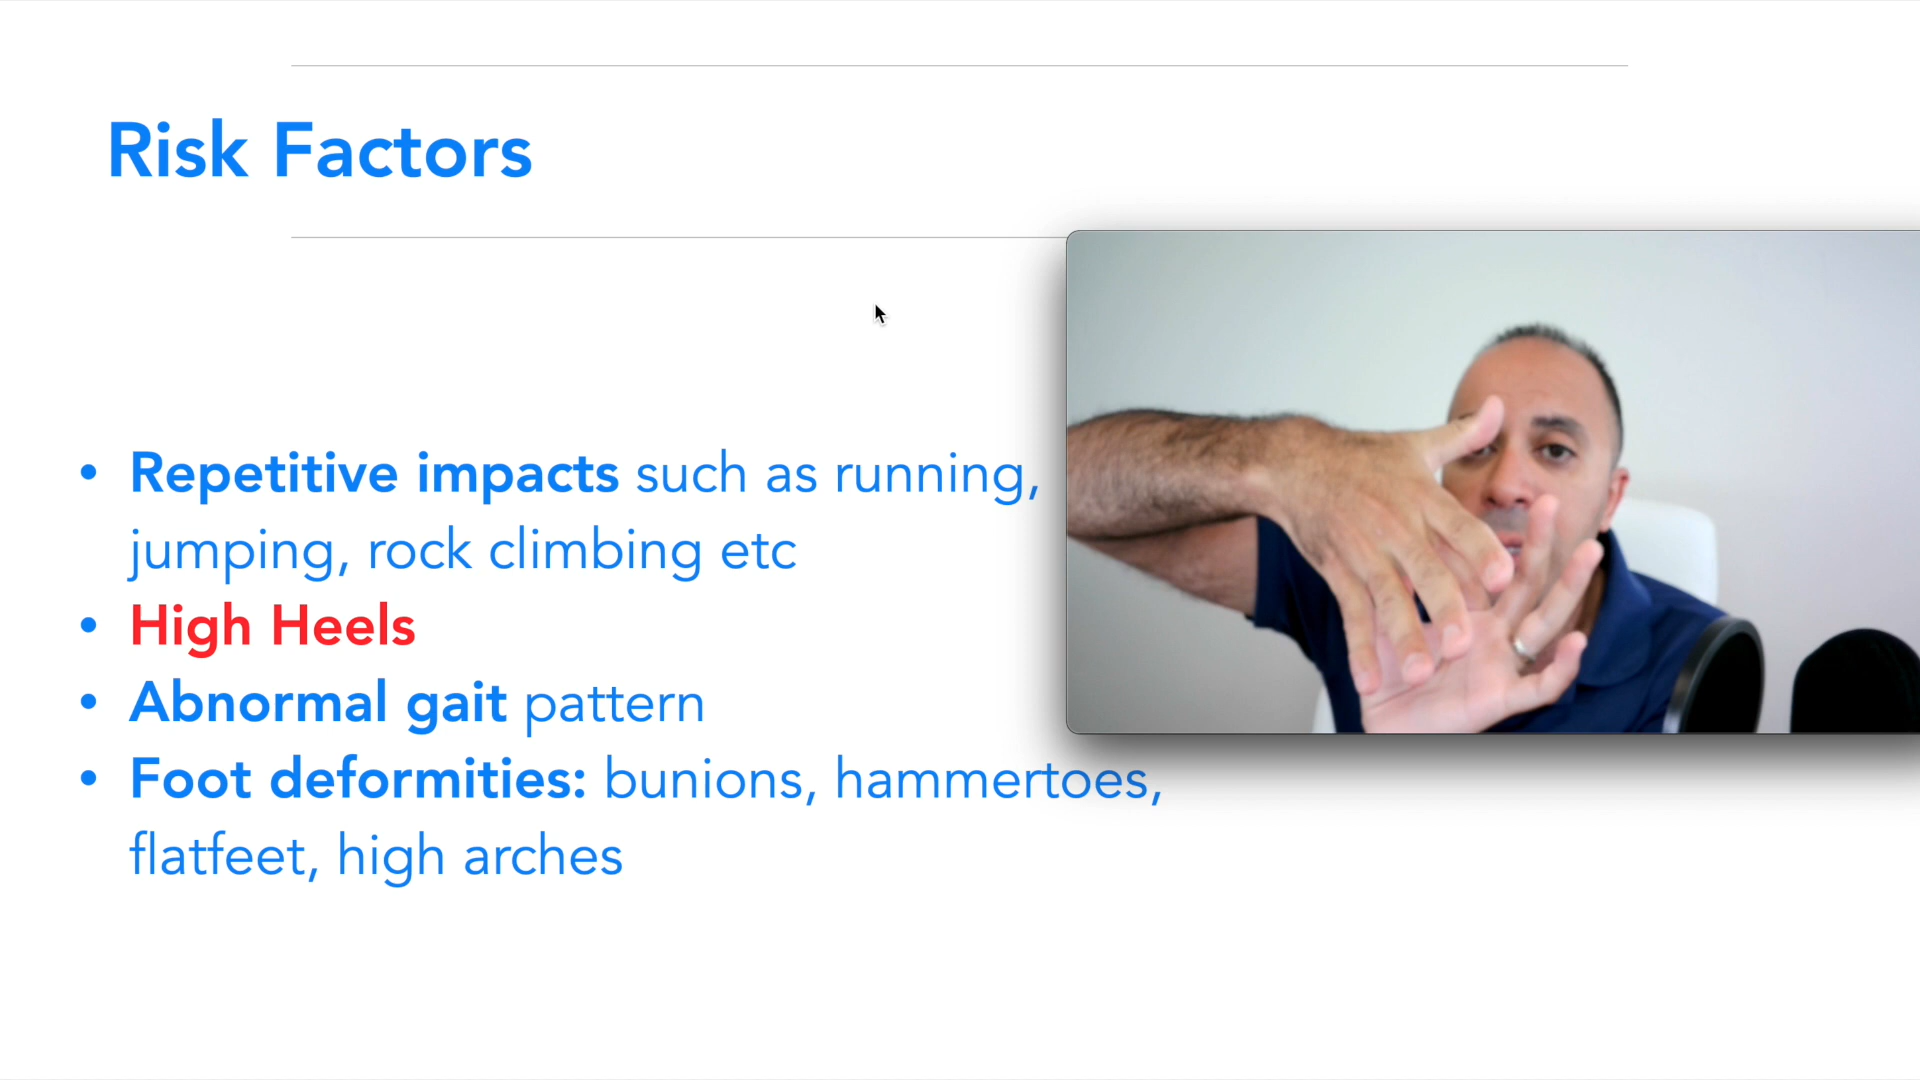 Risk Factors
• Repetitive impacts such as running,
jumping, rock climbing etc
• High Heels
• Abnormal gait pattern
• Foot deformities: bunions, hammertoes,
flatfeet, high arches